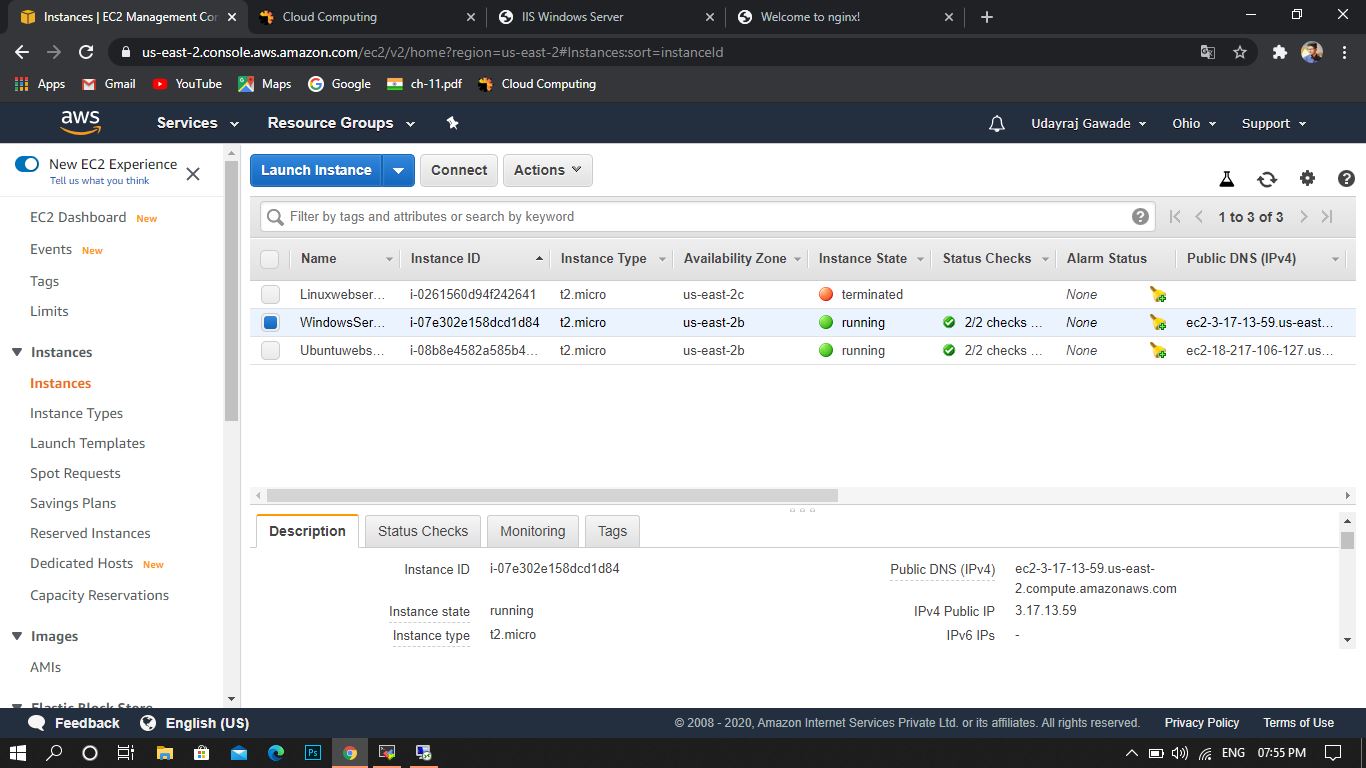 Instances | EC2 Management Cor
Cloud Computing
IIS Windows Server
Welcome to nginx!
us-east-2.console.aws.amazon.com/ec2/v2/home?region=us-east-2#Instances:sort=instanceId
Apps
Gmail
YouTube
Maps
Google
ch-11.pdf
Cloud Computing
aws
Services
Resource Groups
Udayraj Gawade
Ohio
Support
New EC2 Experience
Tell us what you think
EC2 Dashboard New
Events New
Tags
Limits
Instances
Instances
Instance Types
Launch Templates
Spot Requests
Savings Plans
Reserved Instances
Dedicated Hosts New
Capacity Reservations
Images
AMIs
Elastic Block Store
Launch Instance
Connect
Actions
Filter by tags and attributes or search by keyword
1 to 3 of 3
Name Instance ID Instance Type Availability Zone Instance State Status Checks Alarm Status Public DNS (IPv4)
Linuxwebser... i-0261560d94f242641 t2.micro us-east-2c terminated None
WindowsSer... i-07e302e158dcd1d84 t2.micro us-east-2b running 2/2 checks ... None ec2-3-17-13-59.us-east...
Ubuntuwebs... i-08b8e4582a585b4... t2.micro us-east-2b running 2/2 checks ... None ec2-18-217-106-127.us...
Description
Status Checks
Monitoring
Tags
Instance ID i-07e302e158dcd1d84
Instance state running
Instance type t2.micro
Public DNS (IPv4) ec2-3-17-13-59.us-east-
2.compute.amazonaws.com
IPv4 Public IP 3.17.13.59
IPv6 IPs -
Feedback
English (US)
© 2008 - 2020, Amazon Internet Services Private Ltd. or its affiliates. All rights reserved.
Privacy Policy
Terms of Use
Ps
ENG
07:55 PM